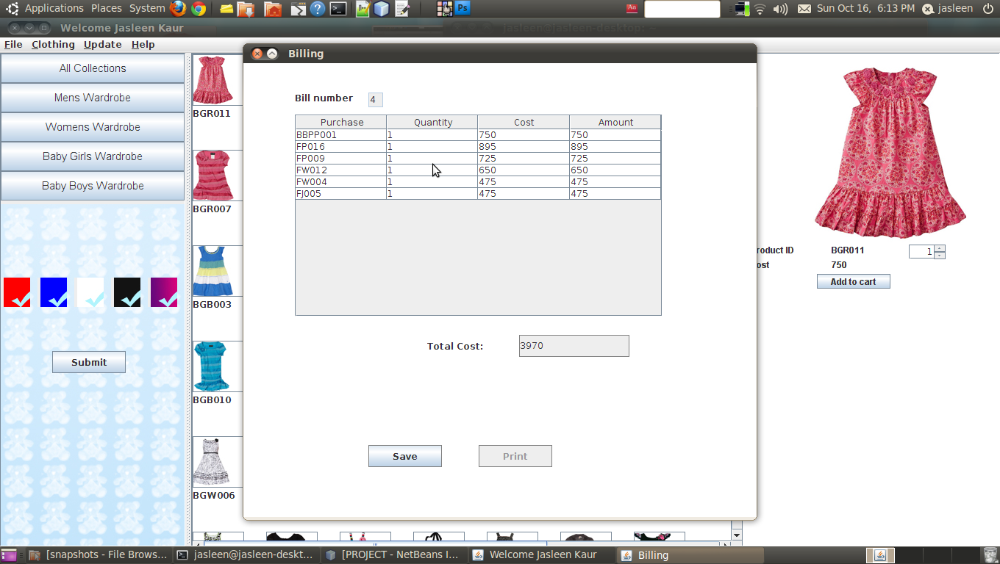 Applications Places System ? Ps Aa Sun Oct 16, 6:13 PM jasleen
Welcome Jasleen Kaur jasleen@jasleen-desktop: ~
File Clothing Update Help
All Collections
Mens Wardrobe
Womens Wardrobe
Baby Girls Wardrobe
Baby Boys Wardrobe
Submit
BGR011
BGR007
BGB003
BGB010
BGW006
Billing
Bill number 4
Purchase Quantity Cost Amount
BBPP001 1 750 750
FP016 1 895 895
FP009 1 725 725
FW012 1 650 650
FW004 1 475 475
FJ005 1 475 475
Total Cost: 3970
Save Print
roduct ID BGR011 1
ost 750
Add to cart
[snapshots - File Brows... jasleen@jasleen-deskt... [PROJECT - NetBeans I... Welcome Jasleen Kaur Billing